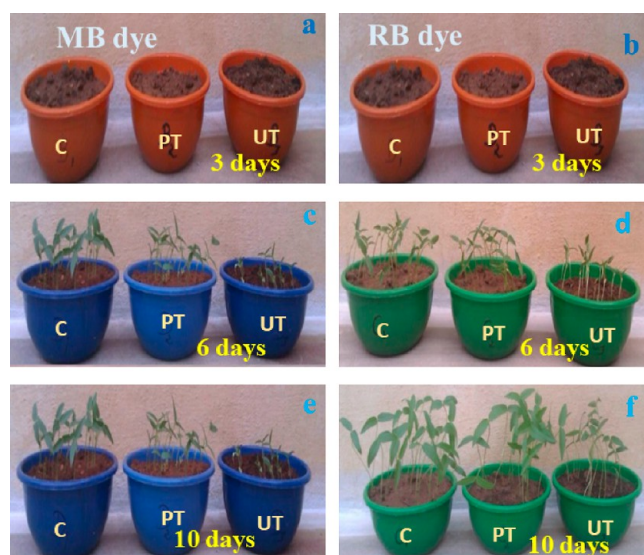 MB dye a
C PT UT
3 days
RB dye b
C PT UT
3 days
c
C PT UT
6 days
d
C PT UT
6 days
e
C PT UT
10 days
f
C PT UT
10 days